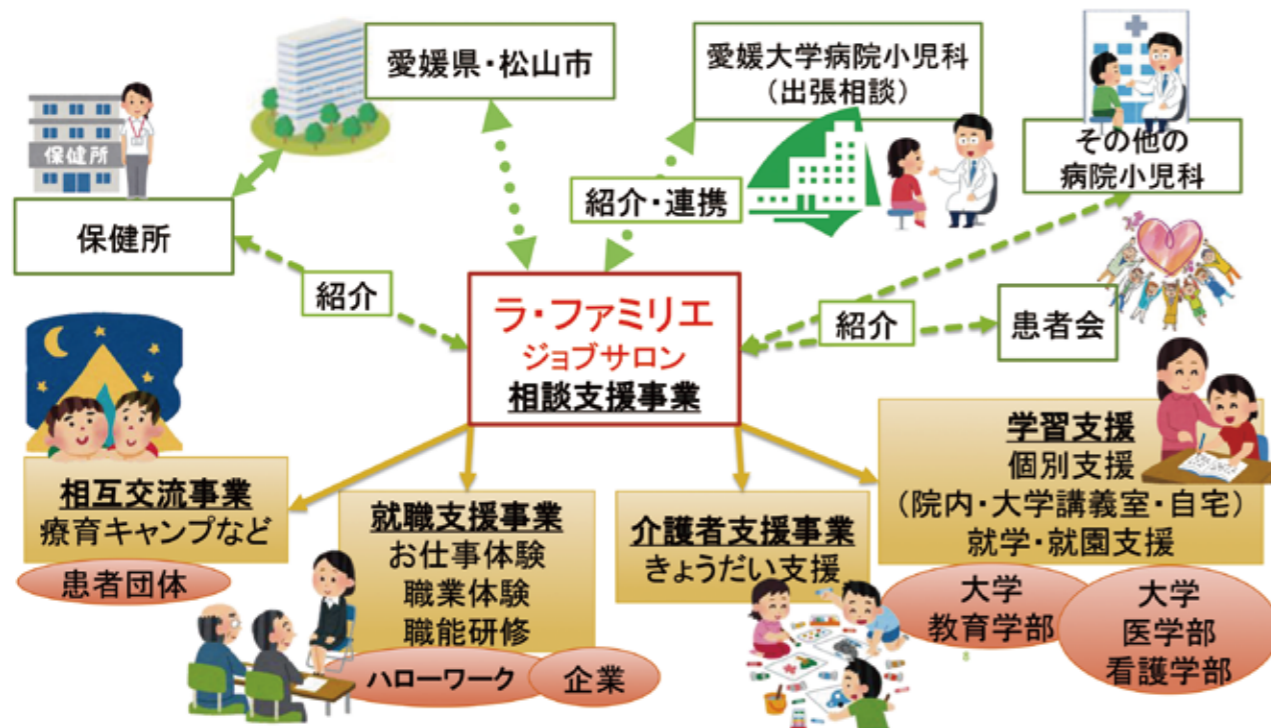 愛媛県・松山市
愛媛大学病院小児科
（出張相談）
その他の
病院小児科
保健所
保健所
紹介・連携
紹介
ラ・ファミリエ
ジョブサロン
相談支援事業
紹介
患者会
相互交流事業
療育キャンプなど
患者団体
就職支援事業
お仕事体験
職業体験
職能研修
ハローワーク
企業
介護者支援事業
きょうだい支援
学習支援
個別支援
（院内・大学講義室・自宅）
就学・就園支援
大学
教育学部
大学
医学部
看護学部
8